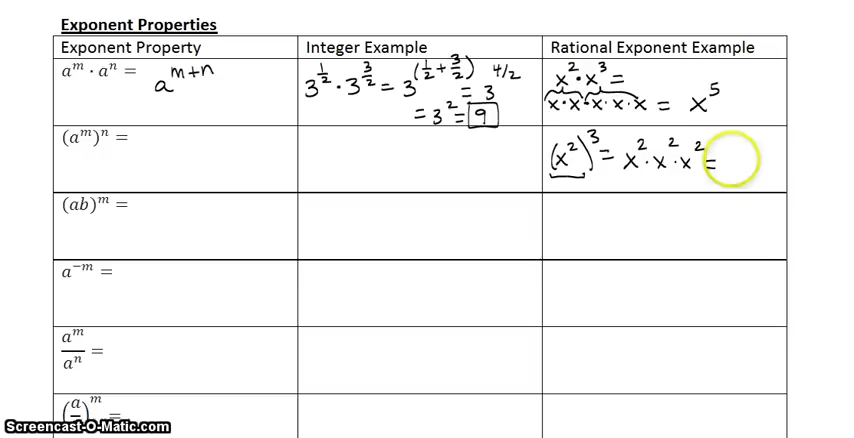 Exponent Properties
Exponent Property Integer Example Rational Exponent Example
a^m · a^n = a^(m+n)
3^(1/2) · 3^(3/2) = 3^(1/2 + 3/2) 4/2
= 3
= 3^2 = 9
x^2 · x^3 =
x · x · x · x · x = x^5
(a^m)^n =
(x^2)^3 = x^2 · x^2 · x^2 =
(ab)^m =
a^(-m) =
a^m/a^n =
(a/ )^m =
Screencast-O-Matic.com